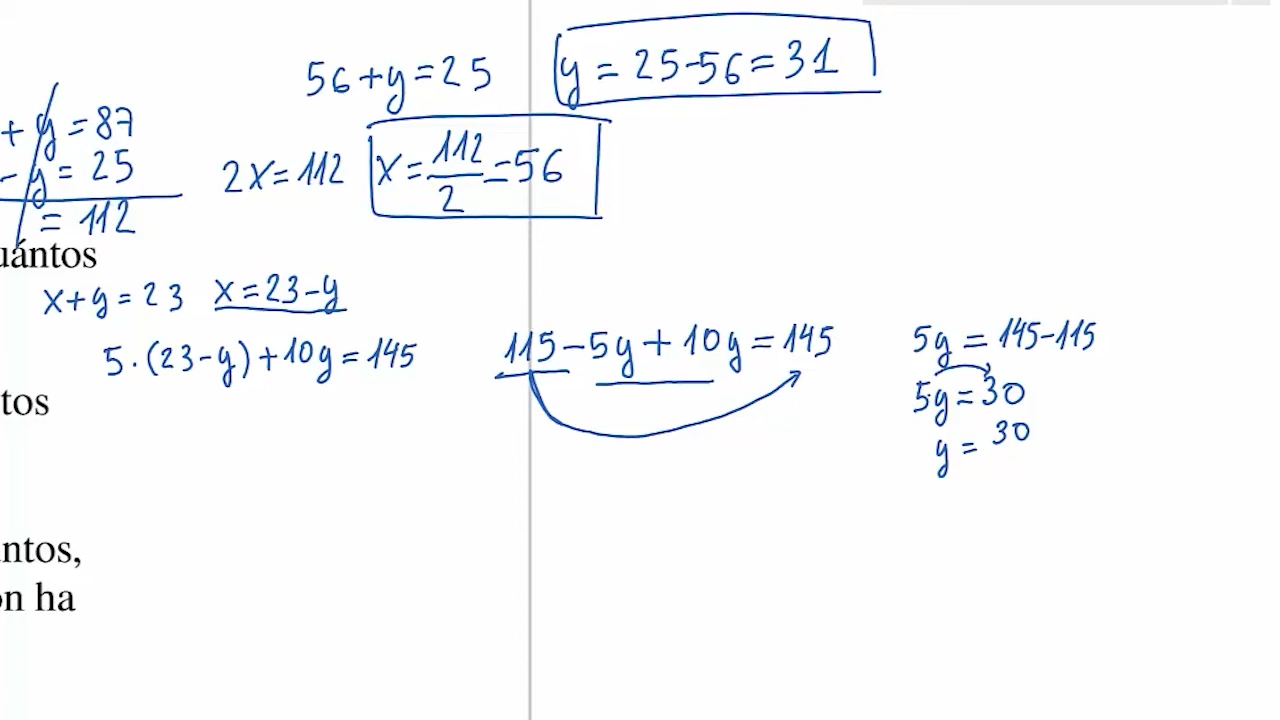 56+y=25 y=25-56=31
+ y = 87
- y = 25 2x=112 x=112/2=56
= 112
uántos
x+y=23 x=23-y
5·(23-y)+10y=145 115-5y+10y=145 5y=145-115
5y=30
tos
y= 30
ntos,
ón ha